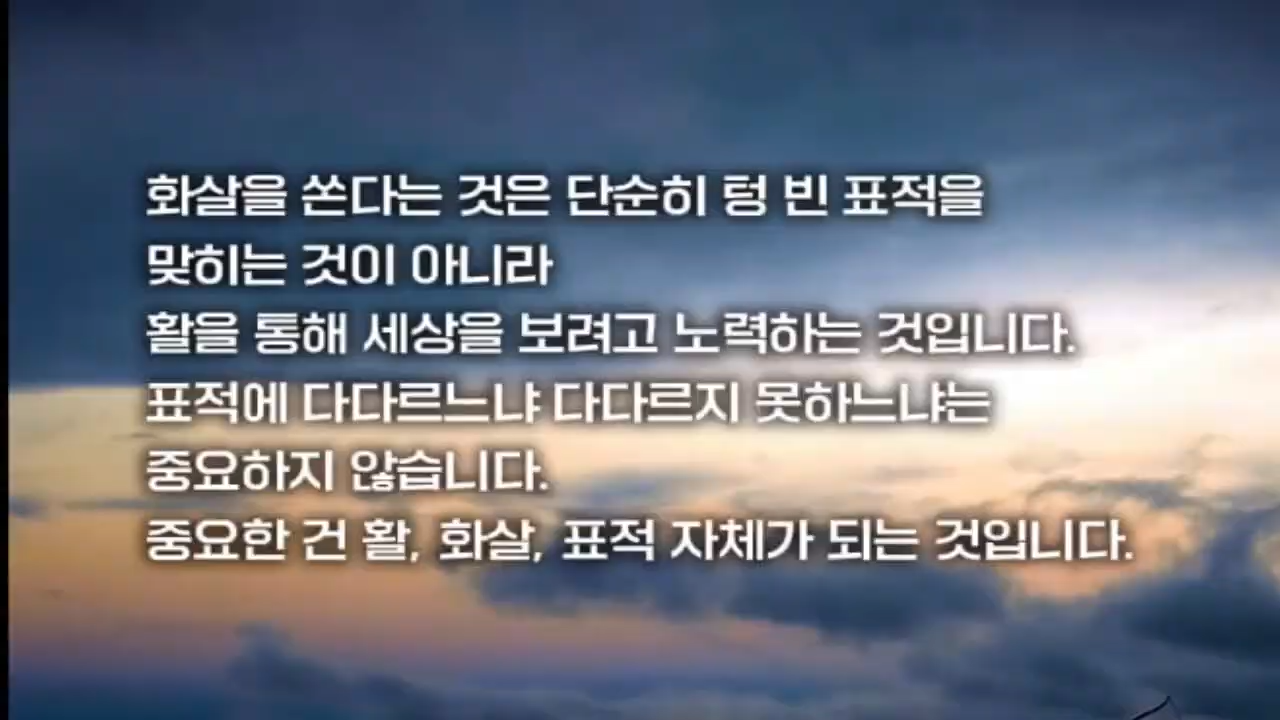 화살을 쏜다는 것은 단순히 텅 빈 표적을
맞히는 것이 아니라
활을 통해 세상을 보려고 노력하는 것입니다.
표적에 다다르느냐 다다르지 못하느냐는
중요하지 않습니다.
중요한 건 활, 화살, 표적 자체가 되는 것입니다.